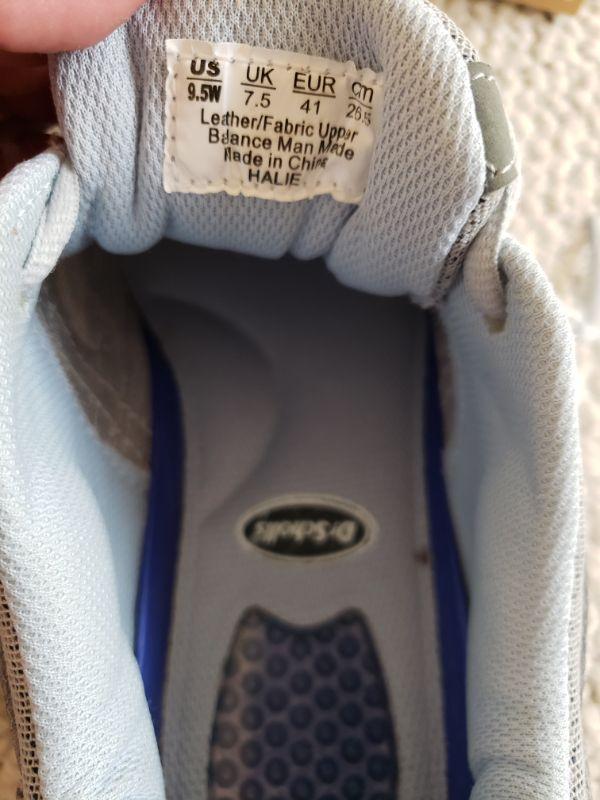 US UK EUR cm
9.5W 7.5 41 26.5
Leather/Fabric Upper
Balance Man Made
Made in China
HALIE
Dr. Scholl's